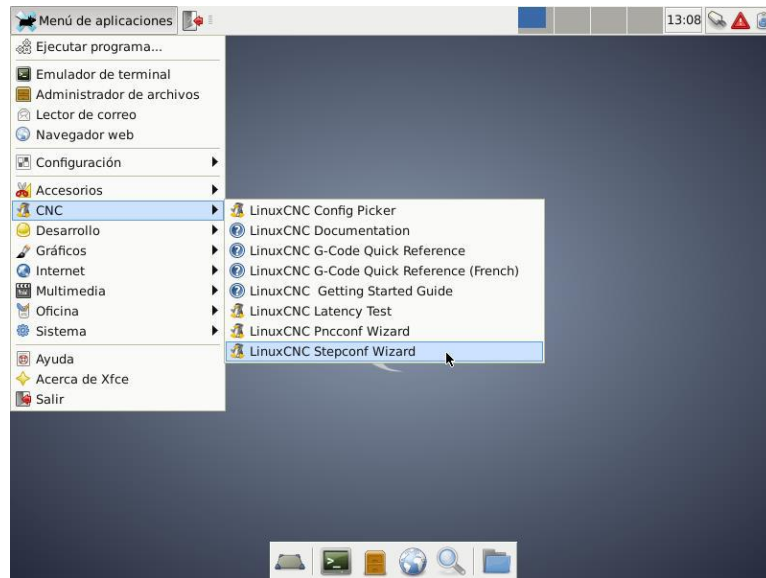 Menú de aplicaciones
13:08
Ejecutar programa...
Emulador de terminal
Administrador de archivos
Lector de correo
Navegador web
Configuración
Accesorios
CNC
Desarrollo
Gráficos
Internet
Multimedia
Oficina
Sistema
Ayuda
Acerca de Xfce
Salir
LinuxCNC Config Picker
LinuxCNC Documentation
LinuxCNC G-Code Quick Reference
LinuxCNC G-Code Quick Reference (French)
LinuxCNC Getting Started Guide
LinuxCNC Latency Test
LinuxCNC Pncconf Wizard
LinuxCNC Stepconf Wizard